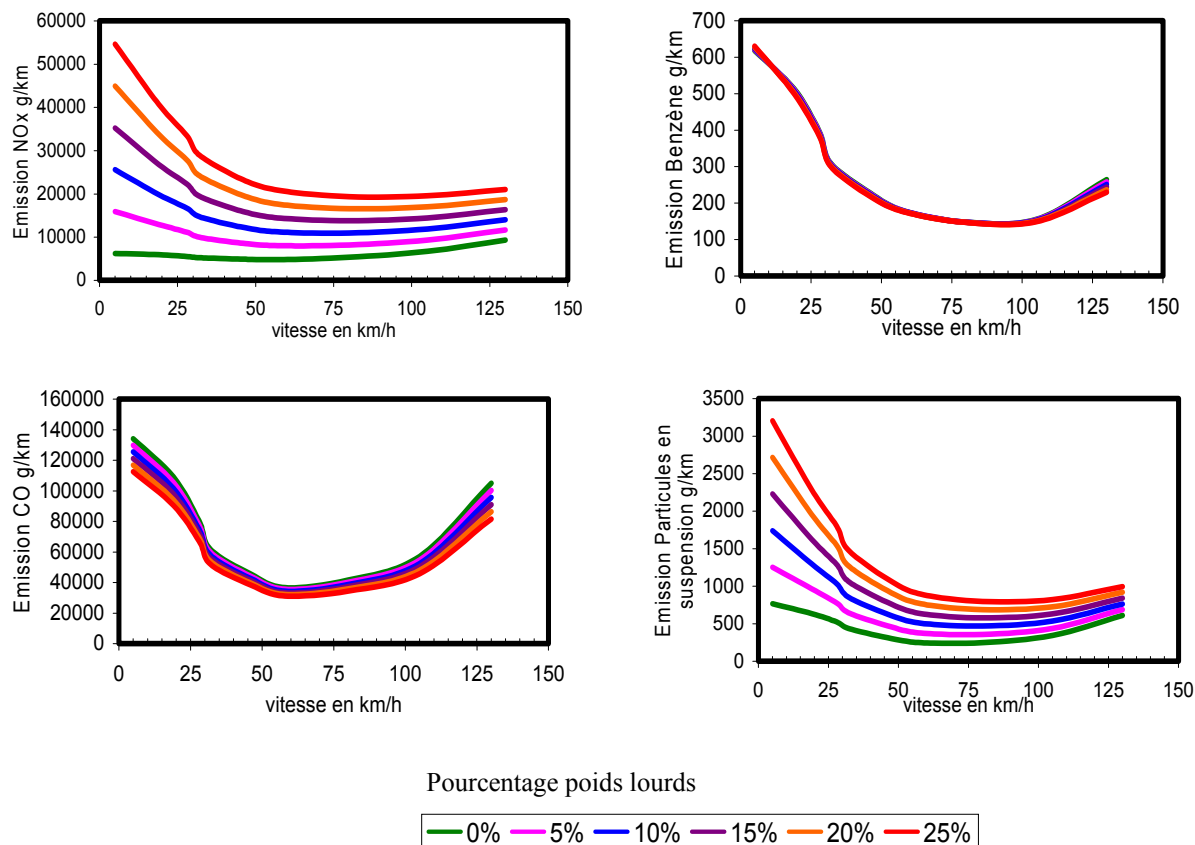 Emission NOx g/km
60000
50000
40000
30000
20000
10000
0
0 25 50 75 100 125 150
vitesse en km/h
Emission Benzène g/km
700
600
500
400
300
200
100
0
0 25 50 75 100 125 150
vitesse en km/h
Emission CO g/km
160000
140000
120000
100000
80000
60000
40000
20000
0
0 25 50 75 100 125 150
vitesse en km/h
Emission Particules en
suspension g/km
3500
3000
2500
2000
1500
1000
500
0
0 25 50 75 100 125 150
vitesse en km/h
Pourcentage poids lourds
0% 5% 10% 15% 20% 25%